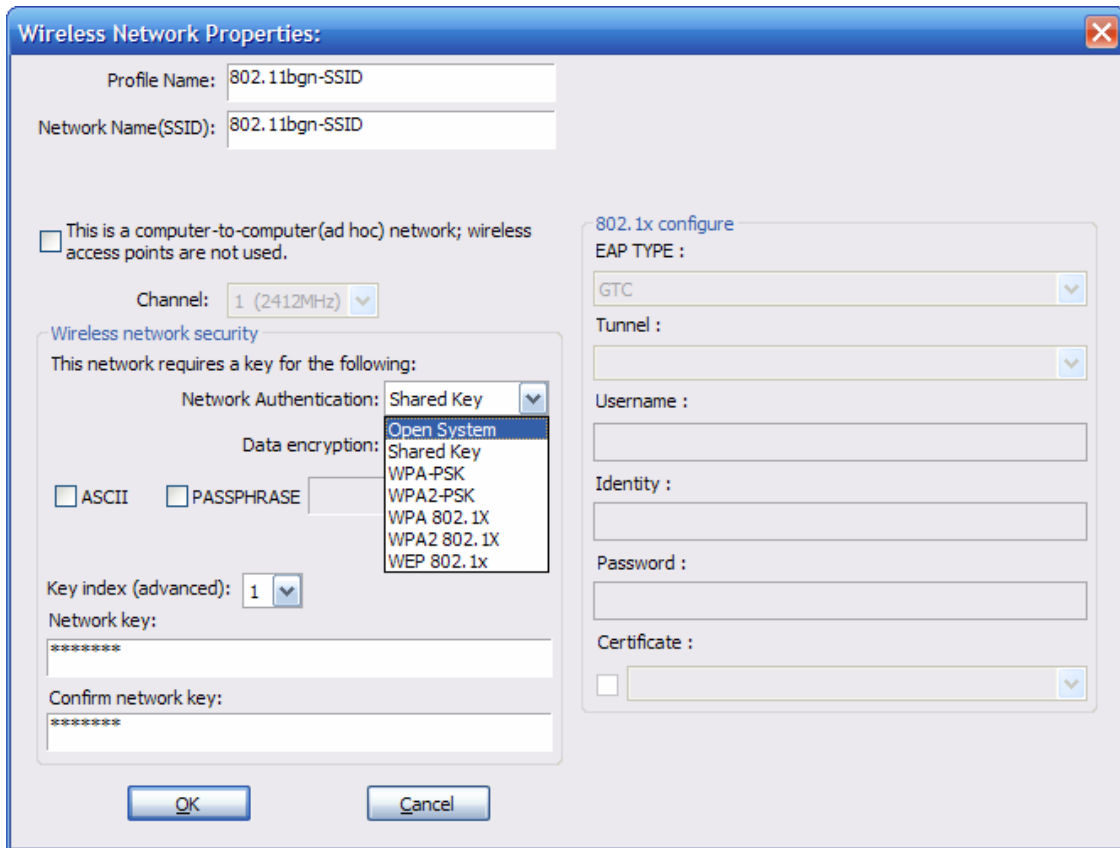 Wireless Network Properties:
Profile Name: 802.11bgn-SSID
Network Name(SSID): 802.11bgn-SSID
This is a computer-to-computer(ad hoc) network; wireless
access points are not used.
Channel: 1 (2412MHz)
Wireless network security
This network requires a key for the following:
Network Authentication: Shared Key
Open System
Shared Key
WPA-PSK
WPA2-PSK
WPA 802.1X
WPA2 802.1X
WEP 802.1x
Data encryption:
ASCII PASSPHRASE
Key index (advanced): 1
Network key:
*******
Confirm network key:
*******
802.1x configure
EAP TYPE :
GTC
Tunnel :
Username :
Identity :
Password :
Certificate :
OK Cancel